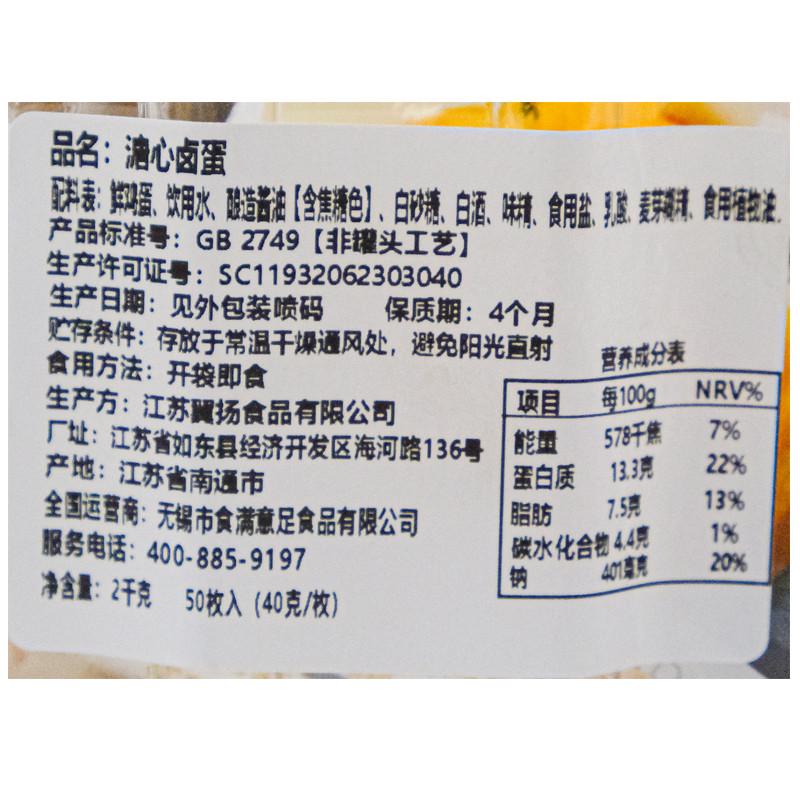 品名：溏心卤蛋
配料表：鲜鸡蛋、饮用水、酿造酱油【含焦糖色】、白砂糖、白酒、味精、食用盐、乳酸、麦芽糊精、食用植物油.
产品标准号：GB 2749【非罐头工艺】
生产许可证号：SC11932062303040
生产日期：见外包装喷码 保质期：4个月
贮存条件：存放于常温干燥通风处，避免阳光直射
食用方法：开袋即食
生产方：江苏翼扬食品有限公司
厂址：江苏省如东县经济开发区海河路136号
产地：江苏省南通市
全国运营商：无锡市食满意足食品有限公司
服务电话：400-885-9197
净含量：2千克 50枚入（40克/枚）
营养成分表
项目 每100g NRV%
能量 578千焦 7%
蛋白质 13.3克 22%
脂肪 7.5克 13%
碳水化合物 4.4克 1%
钠 401毫克 20%